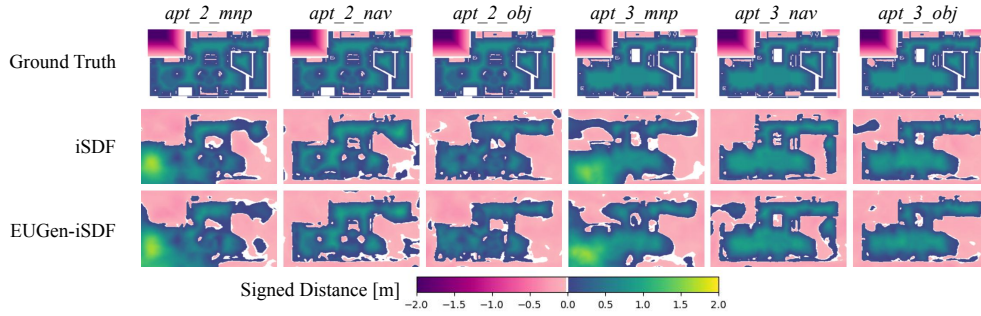 apt_2_mnp apt_2_nav apt_2_obj apt_3_mnp apt_3_nav apt_3_obj
Ground Truth
iSDF
EUGen-iSDF
Signed Distance [m]
−2.0 −1.5 −1.0 −0.5 0.0 0.5 1.0 1.5 2.0